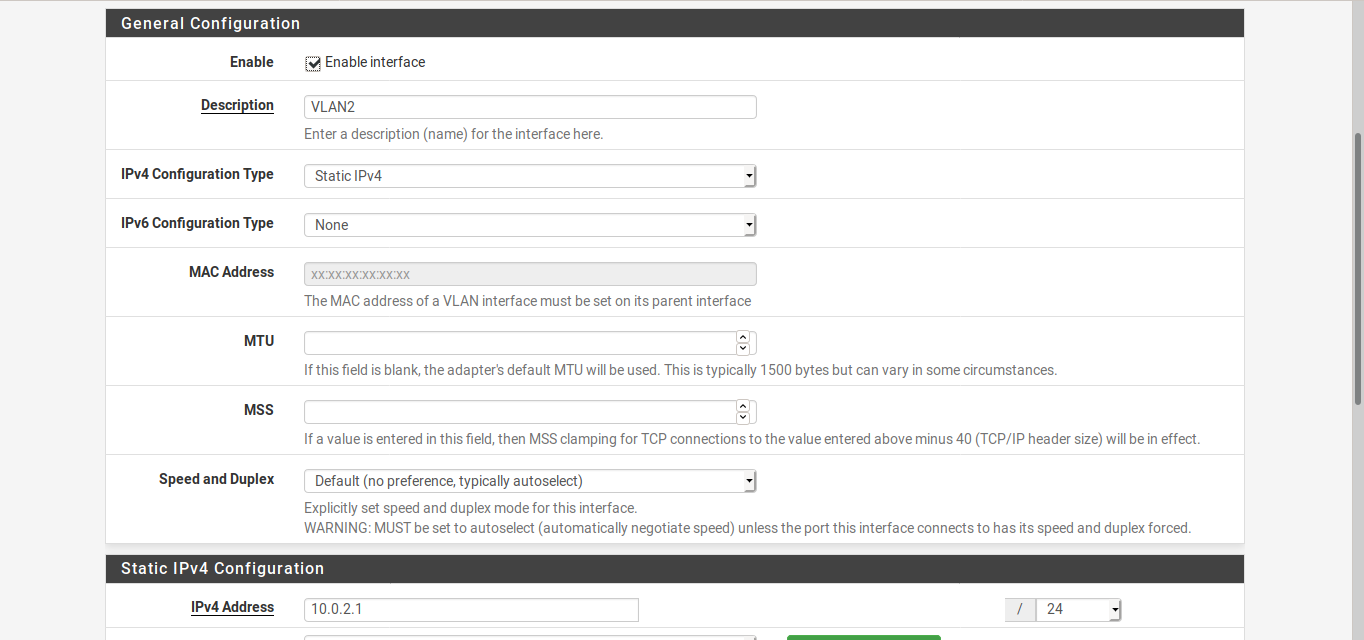 General Configuration
Enable Enable interface
Description VLAN2
Enter a description (name) for the interface here.
IPv4 Configuration Type Static IPv4
IPv6 Configuration Type None
MAC Address xx:xx:xx:xx:xx:xx
The MAC address of a VLAN interface must be set on its parent interface
MTU
If this field is blank, the adapter's default MTU will be used. This is typically 1500 bytes but can vary in some circumstances.
MSS
If a value is entered in this field, then MSS clamping for TCP connections to the value entered above minus 40 (TCP/IP header size) will be in effect.
Speed and Duplex Default (no preference, typically autoselect)
Explicitly set speed and duplex mode for this interface.
WARNING: MUST be set to autoselect (automatically negotiate speed) unless the port this interface connects to has its speed and duplex forced.
Static IPv4 Configuration
IPv4 Address 10.0.2.1 / 24